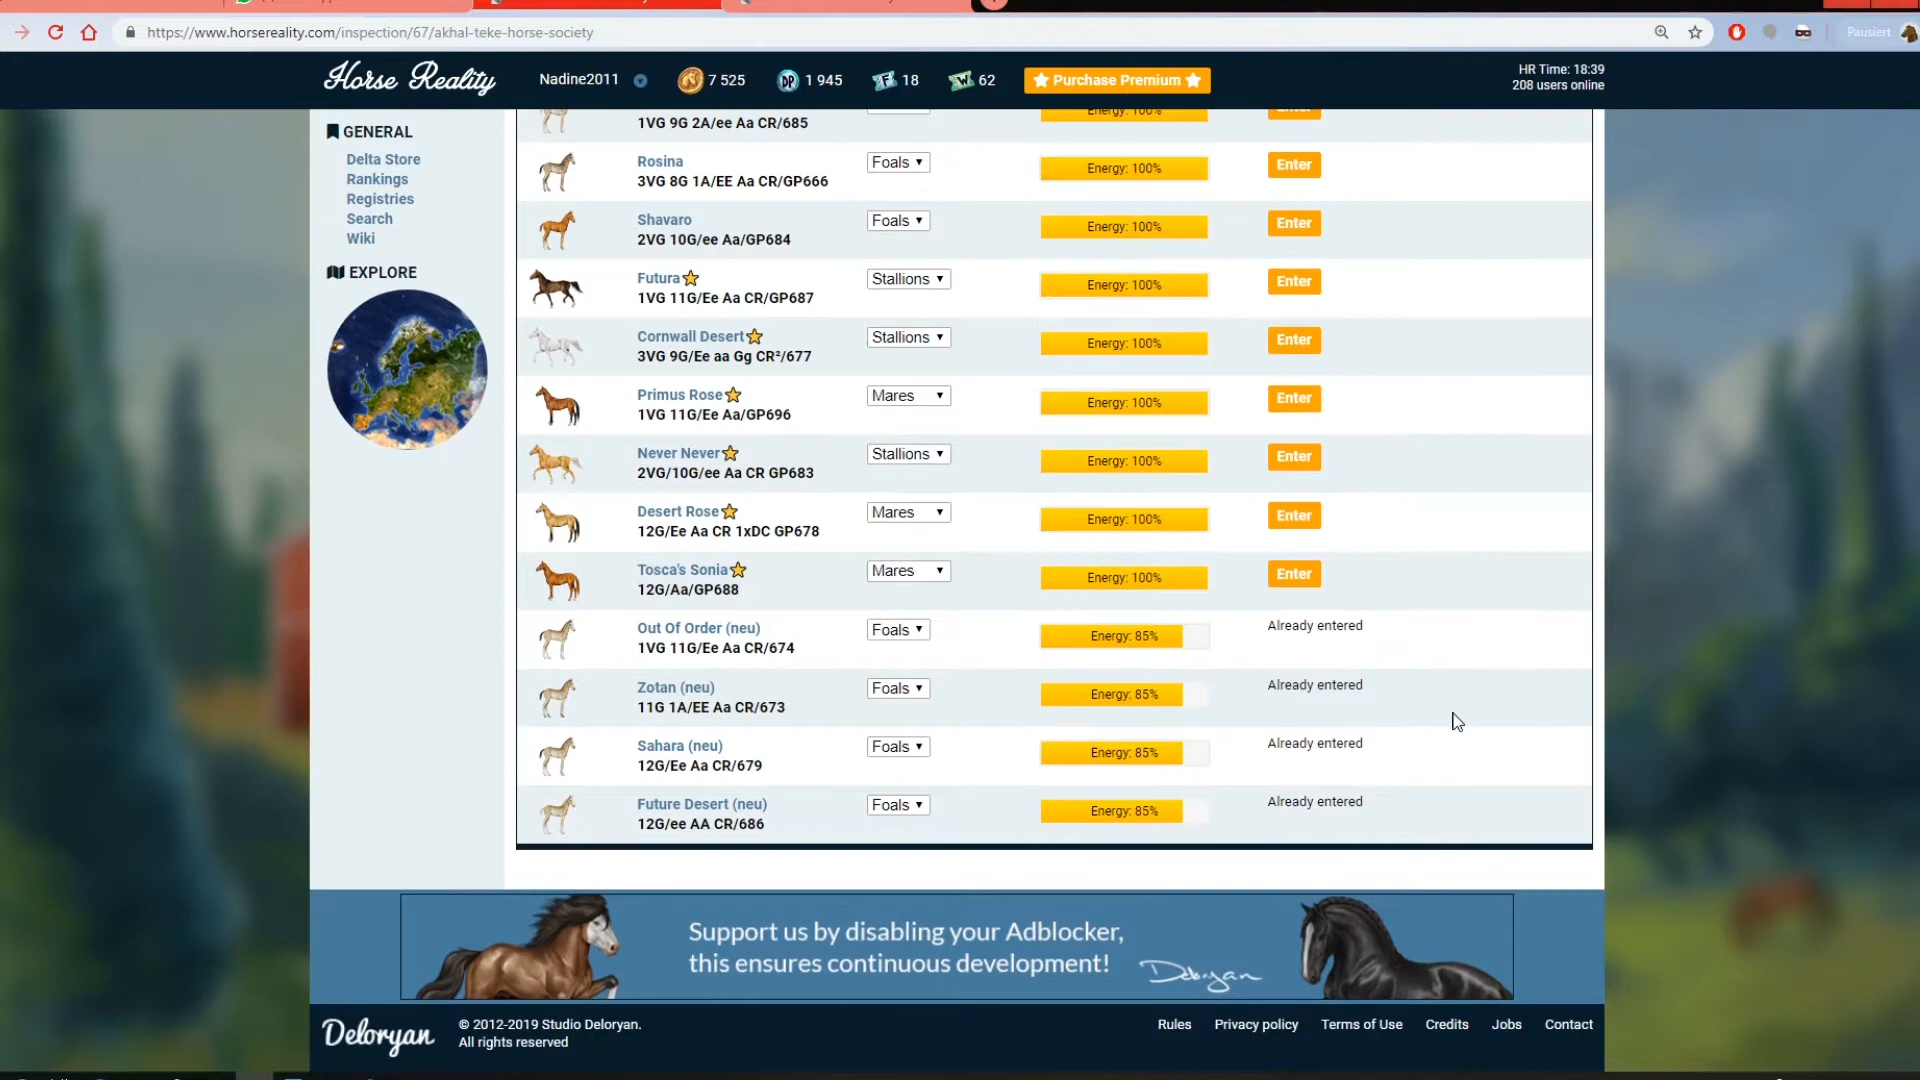 https://www.horsereality.com/inspection/67/akhal-teke-horse-society
Pausiert
Horse Reality
Nadine2011
7 525
DP
1 945
F
18
W
62
Purchase Premium
HR Time: 18:39
208 users online
GENERAL
Delta Store
Rankings
Registries
Search
Wiki
EXPLORE
1VG 9G 2A/ee Aa CR/685
Energy: 100%
Enter
Rosina
3VG 8G 1A/EE Aa CR/GP666
Foals
Energy: 100%
Enter
Shavaro
2VG 10G/ee Aa/GP684
Foals
Energy: 100%
Enter
Futura
1VG 11G/Ee Aa CR/GP687
Stallions
Energy: 100%
Enter
Cornwall Desert
3VG 9G/Ee aa Gg CR²/677
Stallions
Energy: 100%
Enter
Primus Rose
1VG 11G/Ee Aa/GP696
Mares
Energy: 100%
Enter
Never Never
2VG/10G/ee Aa CR GP683
Stallions
Energy: 100%
Enter
Desert Rose
12G/Ee Aa CR 1xDC GP678
Mares
Energy: 100%
Enter
Tosca's Sonia
12G/Aa/GP688
Mares
Energy: 100%
Enter
Out Of Order (neu)
1VG 11G/Ee Aa CR/674
Foals
Energy: 85%
Already entered
Zotan (neu)
11G 1A/EE Aa CR/673
Foals
Energy: 85%
Already entered
Sahara (neu)
12G/Ee Aa CR/679
Foals
Energy: 85%
Already entered
Future Desert (neu)
12G/ee AA CR/686
Foals
Energy: 85%
Already entered
Support us by disabling your Adblocker,
this ensures continuous development!
Deloryan
Deloryan
© 2012-2019 Studio Deloryan.
All rights reserved
Rules
Privacy policy
Terms of Use
Credits
Jobs
Contact